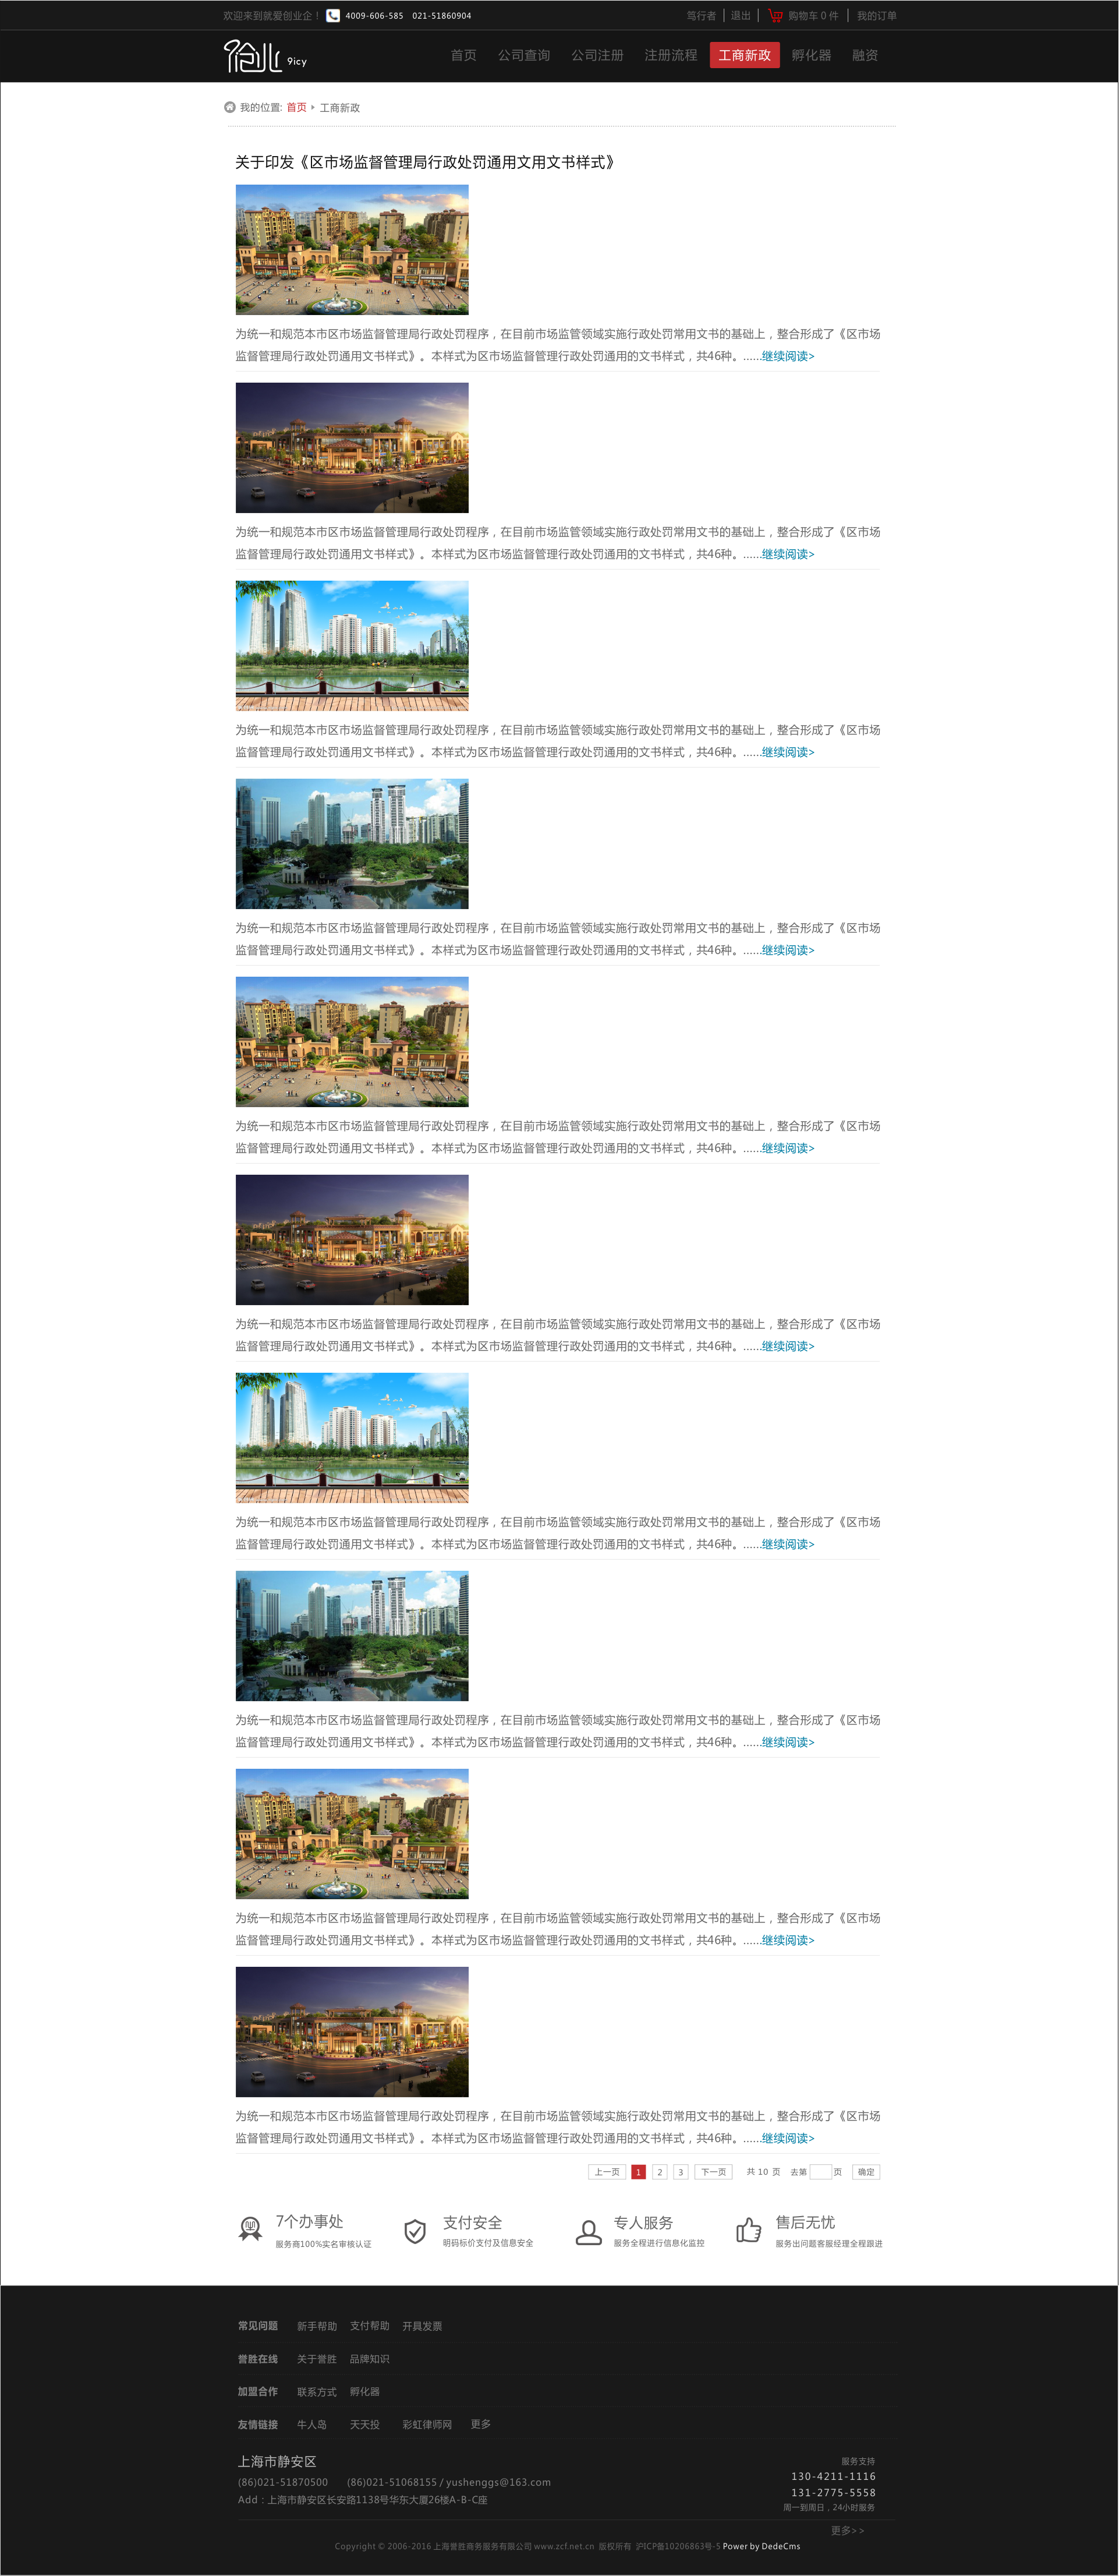 欢迎来到就爱创业企！ 4009-606-585 021-51860904 笃行者 退出 购物车 0 件 我的订单
9icy 首页 公司查询 公司注册 注册流程 工商新政 孵化器 融资
我的位置: 首页 工商新政
关于印发《区市场监督管理局行政处罚通用文用文书样式》
为统一和规范本市区市场监督管理局行政处罚程序，在目前市场监管领域实施行政处罚常用文书的基础上，整合形成了《区市场
监督管理局行政处罚通用文书样式》。本样式为区市场监督管理行政处罚通用的文书样式，共46种。......继续阅读>
为统一和规范本市区市场监督管理局行政处罚程序，在目前市场监管领域实施行政处罚常用文书的基础上，整合形成了《区市场
监督管理局行政处罚通用文书样式》。本样式为区市场监督管理行政处罚通用的文书样式，共46种。......继续阅读>
为统一和规范本市区市场监督管理局行政处罚程序，在目前市场监管领域实施行政处罚常用文书的基础上，整合形成了《区市场
监督管理局行政处罚通用文书样式》。本样式为区市场监督管理行政处罚通用的文书样式，共46种。......继续阅读>
为统一和规范本市区市场监督管理局行政处罚程序，在目前市场监管领域实施行政处罚常用文书的基础上，整合形成了《区市场
监督管理局行政处罚通用文书样式》。本样式为区市场监督管理行政处罚通用的文书样式，共46种。......继续阅读>
为统一和规范本市区市场监督管理局行政处罚程序，在目前市场监管领域实施行政处罚常用文书的基础上，整合形成了《区市场
监督管理局行政处罚通用文书样式》。本样式为区市场监督管理行政处罚通用的文书样式，共46种。......继续阅读>
为统一和规范本市区市场监督管理局行政处罚程序，在目前市场监管领域实施行政处罚常用文书的基础上，整合形成了《区市场
监督管理局行政处罚通用文书样式》。本样式为区市场监督管理行政处罚通用的文书样式，共46种。......继续阅读>
为统一和规范本市区市场监督管理局行政处罚程序，在目前市场监管领域实施行政处罚常用文书的基础上，整合形成了《区市场
监督管理局行政处罚通用文书样式》。本样式为区市场监督管理行政处罚通用的文书样式，共46种。......继续阅读>
为统一和规范本市区市场监督管理局行政处罚程序，在目前市场监管领域实施行政处罚常用文书的基础上，整合形成了《区市场
监督管理局行政处罚通用文书样式》。本样式为区市场监督管理行政处罚通用的文书样式，共46种。......继续阅读>
为统一和规范本市区市场监督管理局行政处罚程序，在目前市场监管领域实施行政处罚常用文书的基础上，整合形成了《区市场
监督管理局行政处罚通用文书样式》。本样式为区市场监督管理行政处罚通用的文书样式，共46种。......继续阅读>
为统一和规范本市区市场监督管理局行政处罚程序，在目前市场监管领域实施行政处罚常用文书的基础上，整合形成了《区市场
监督管理局行政处罚通用文书样式》。本样式为区市场监督管理行政处罚通用的文书样式，共46种。......继续阅读>
上一页 1 2 3 下一页 共 10 页 去第 页 确定
7个办事处 支付安全 专人服务 售后无忧
服务商100%实名审核认证 明码标价支付及信息安全 服务全程进行信息化监控 服务出问题客服经理全程跟进
常见问题 新手帮助 支付帮助 开具发票
誉胜在线 关于誉胜 品牌知识
加盟合作 联系方式 孵化器
友情链接 牛人岛 天天投 彩虹律师网 更多
上海市静安区 服务支持
(86)021-51870500 (86)021-51068155 / yushenggs@163.com 130-4211-1116
Add：上海市静安区长安路1138号华东大厦26楼A-B-C座 131-2775-5558
周一到周日，24小时服务
更多>>
Copyright © 2006-2016 上海誉胜商务服务有限公司 www.zcf.net.cn 版权所有 沪ICP备10206863号-5 Power by DedeCms